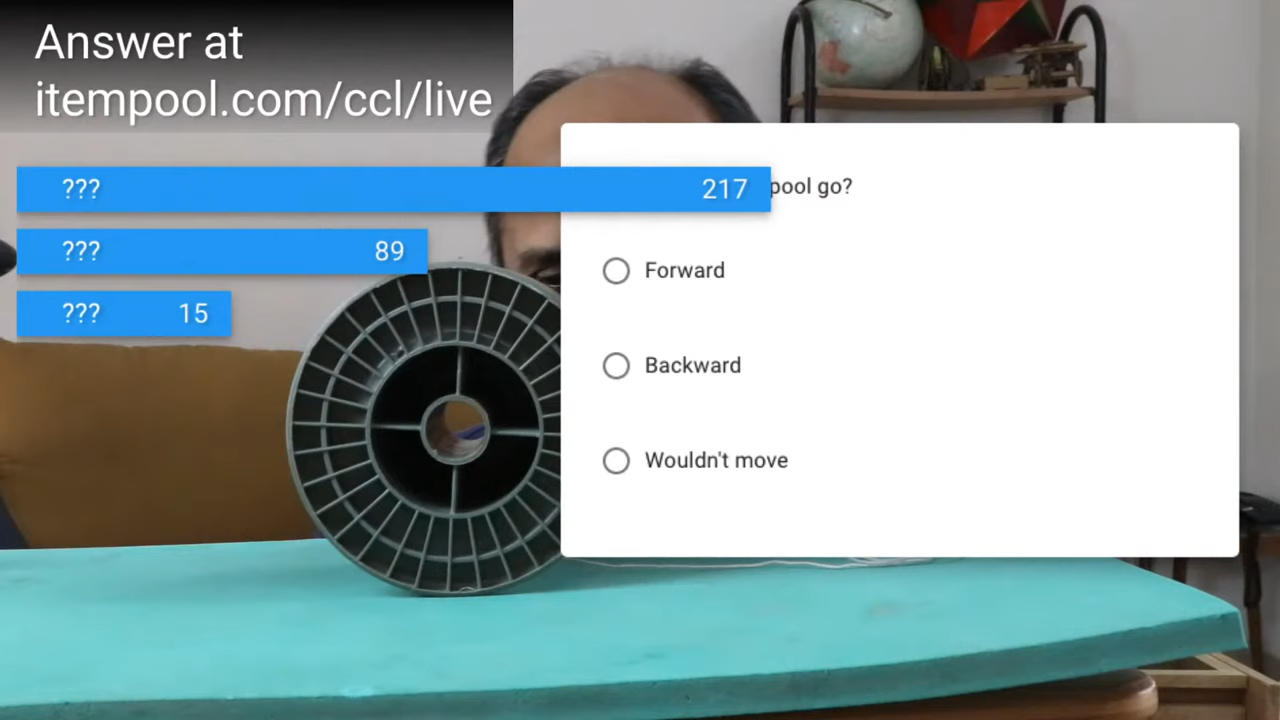 Answer at
itempool.com/ccl/live
??? 217
pool go?
??? 89
Forward
??? 15
Backward
Wouldn't move